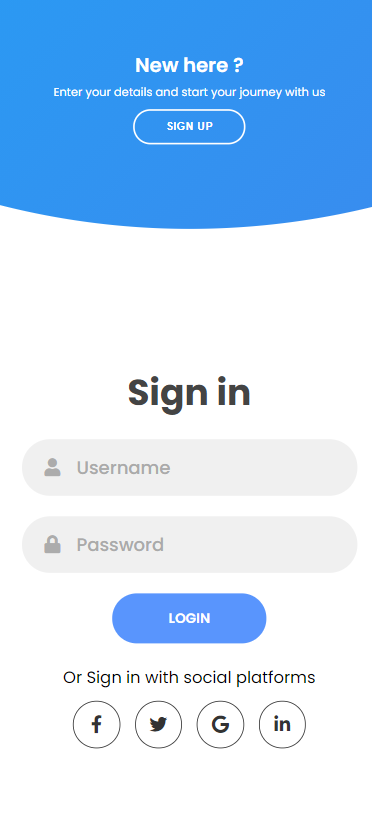 New here ?
Enter your details and start your journey with us
SIGN UP
Sign in
Username
Password
LOGIN
Or Sign in with social platforms